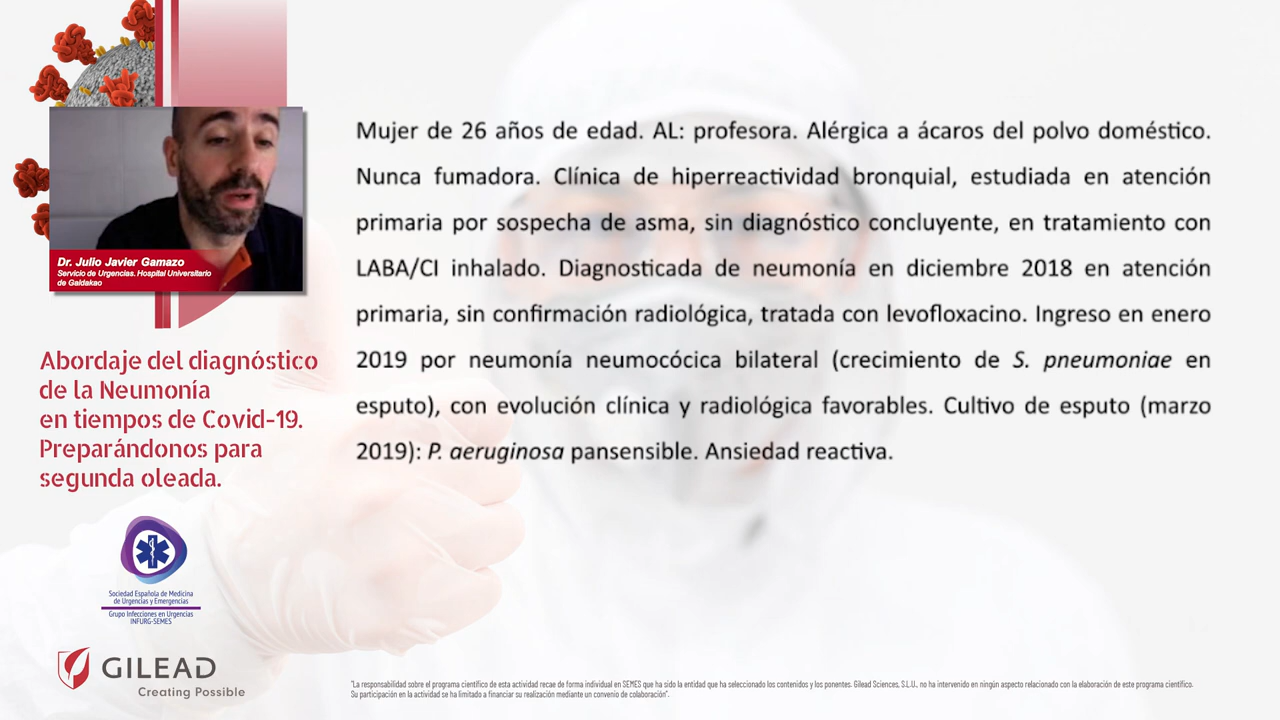 Dr. Julio Javier Gamazo
Servicio de Urgencias. Hospital Universitario
de Galdakao
Abordaje del diagnóstico
de la Neumonía
en tiempos de Covid-19.
Preparándonos para
segunda oleada.
Sociedad Española de Medicina
de Urgencias y Emergencias
Grupo Infecciones en Urgencias
INFURG-SEMES
GILEAD
Creating Possible
Mujer de 26 años de edad. AL: profesora. Alérgica a ácaros del polvo doméstico.
Nunca fumadora. Clínica de hiperreactividad bronquial, estudiada en atención
primaria por sospecha de asma, sin diagnóstico concluyente, en tratamiento con
LABA/CI inhalado. Diagnosticada de neumonía en diciembre 2018 en atención
primaria, sin confirmación radiológica, tratada con levofloxacino. Ingreso en enero
2019 por neumonía neumocócica bilateral (crecimiento de S. pneumoniae en
esputo), con evolución clínica y radiológica favorables. Cultivo de esputo (marzo
2019): P. aeruginosa pansensible. Ansiedad reactiva.
"La responsabilidad sobre el programa científico de esta actividad recae de forma individual en SEMES que ha sido la entidad que ha seleccionado los contenidos y los ponentes. Gilead Sciences, S.L.U., no ha intervenido en ningún aspecto relacionado con la elaboración de este programa científico.
Su participación en la actividad se ha limitado a financiar su realización mediante un convenio de colaboración".